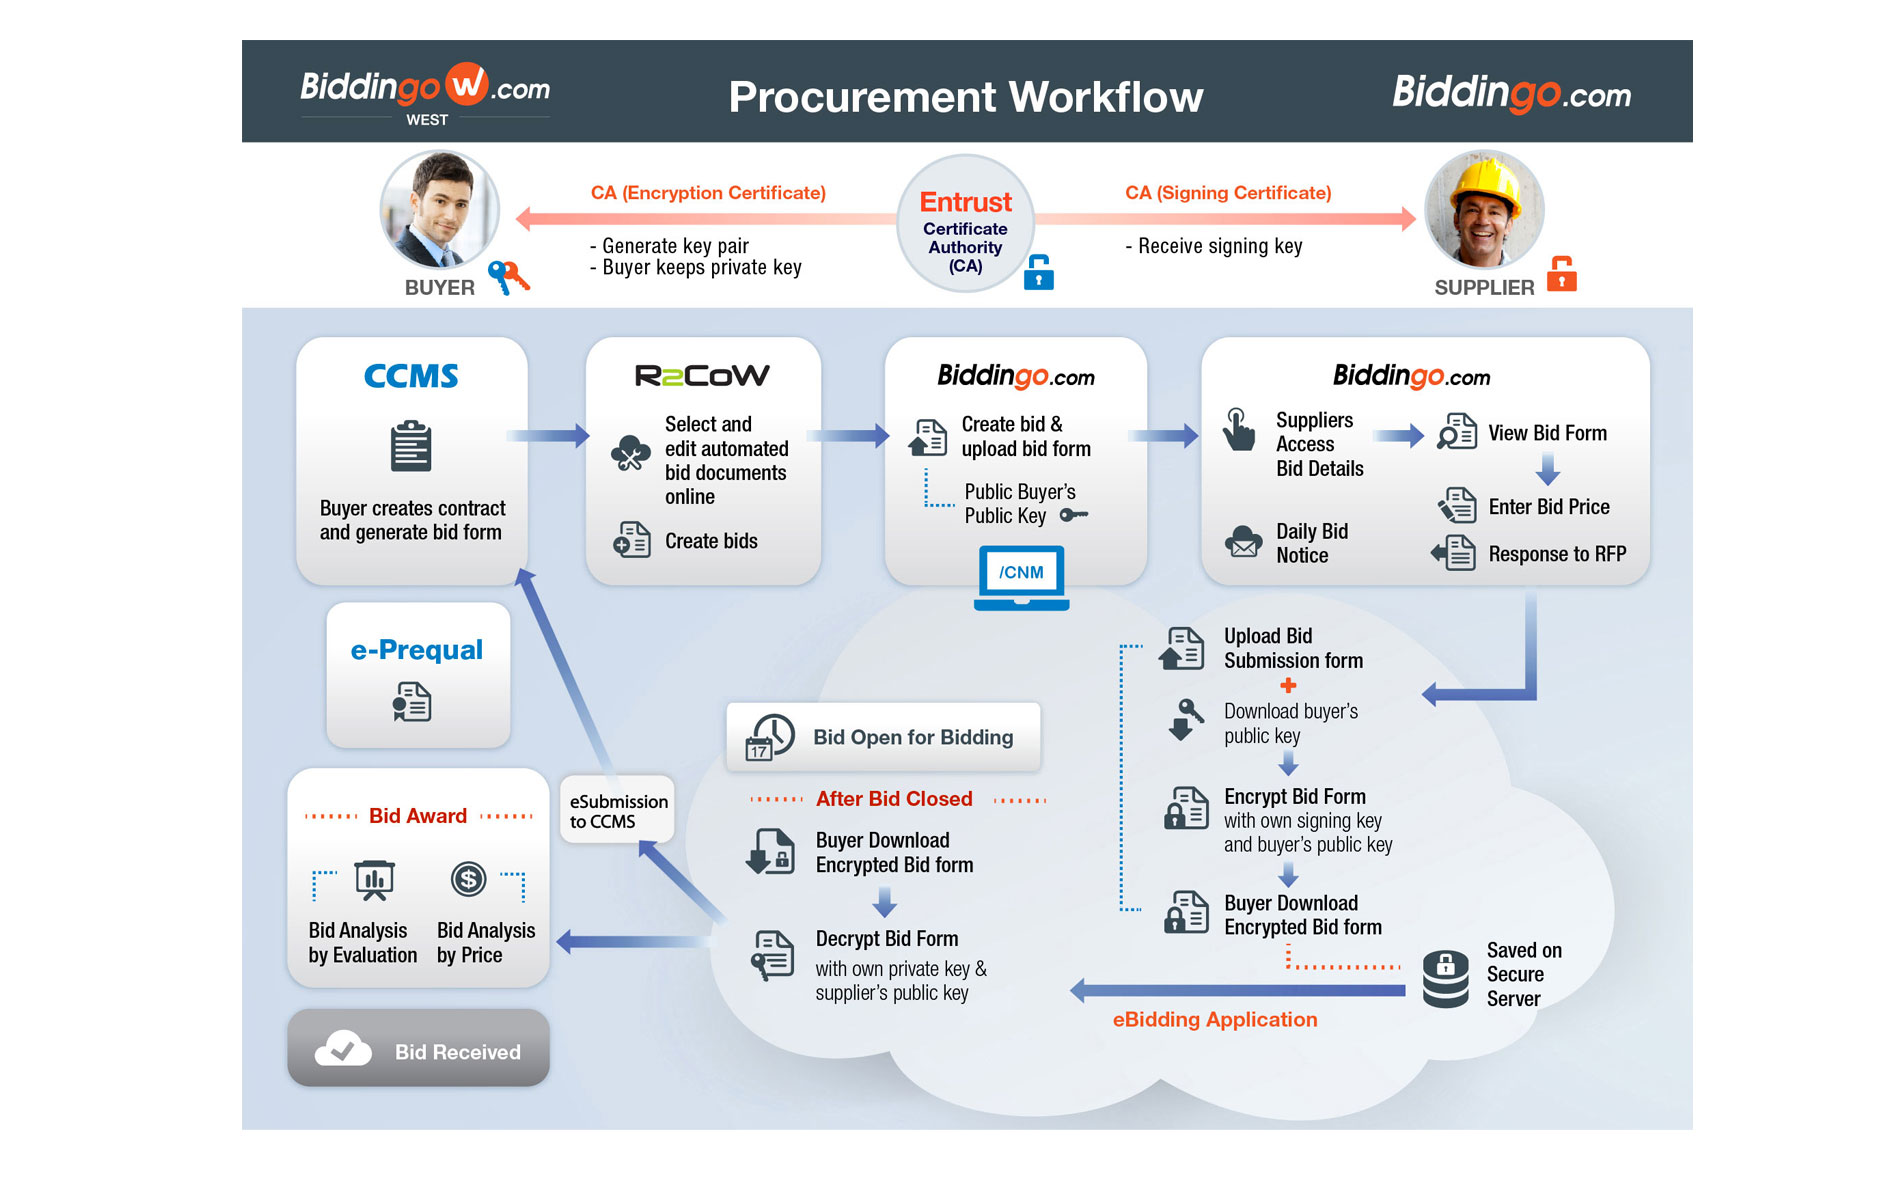 Biddingo W.com
WEST
Procurement Workflow
Biddingo.com
CA (Encryption Certificate)
- Generate key pair
- Buyer keeps private key
BUYER
Entrust
Certificate
Authority
(CA)
CA (Signing Certificate)
- Receive signing key
SUPPLIER
CCMS
Buyer creates contract
and generate bid form
R2CoW
Select and
edit automated
bid documents
online
Create bids
Biddingo.com
Create bid &
upload bid form
Public Buyer's
Public Key
/CNM
Biddingo.com
Suppliers
Access
Bid Details
Daily Bid
Notice
View Bid Form
Enter Bid Price
Response to RFP
e-Prequal
Upload Bid
Submission form
+
Download buyer's
public key
Encrypt Bid Form
with own signing key
and buyer's public key
Buyer Download
Encrypted Bid form
Saved on
Secure
Server
eBidding Application
17
Bid Open for Bidding
After Bid Closed
Buyer Download
Encrypted Bid form
Decrypt Bid Form
with own private key &
supplier's public key
eSubmission
to CCMS
Bid Award
Bid Analysis
by Evaluation
$
Bid Analysis
by Price
Bid Received